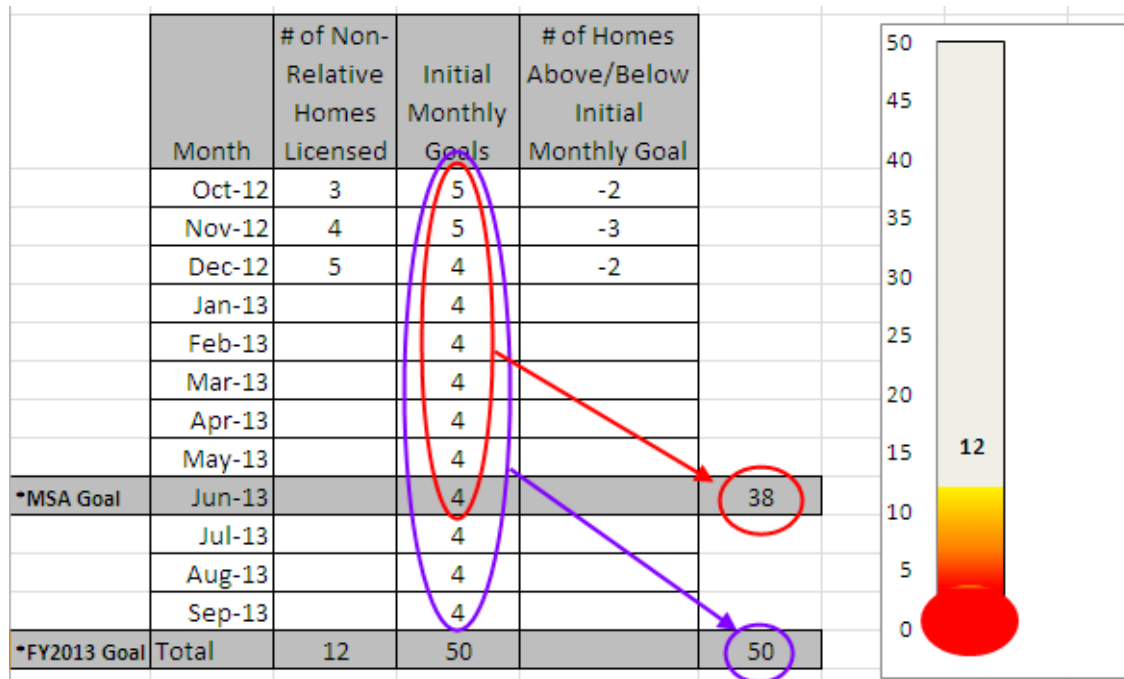 # of Non-
Relative
Homes
Licensed
Initial
Monthly
Goals
# of Homes
Above/Below
Initial
Monthly Goal
Month
Oct-12 3 5 -2
Nov-12 4 5 -3
Dec-12 5 4 -2
Jan-13 4
Feb-13 4
Mar-13 4
Apr-13 4
May-13 4
*MSA Goal Jun-13 4 38
Jul-13 4
Aug-13 4
Sep-13 4
*FY2013 Goal Total 12 50 50
50
45
40
35
30
25
20
15
12
10
5
0